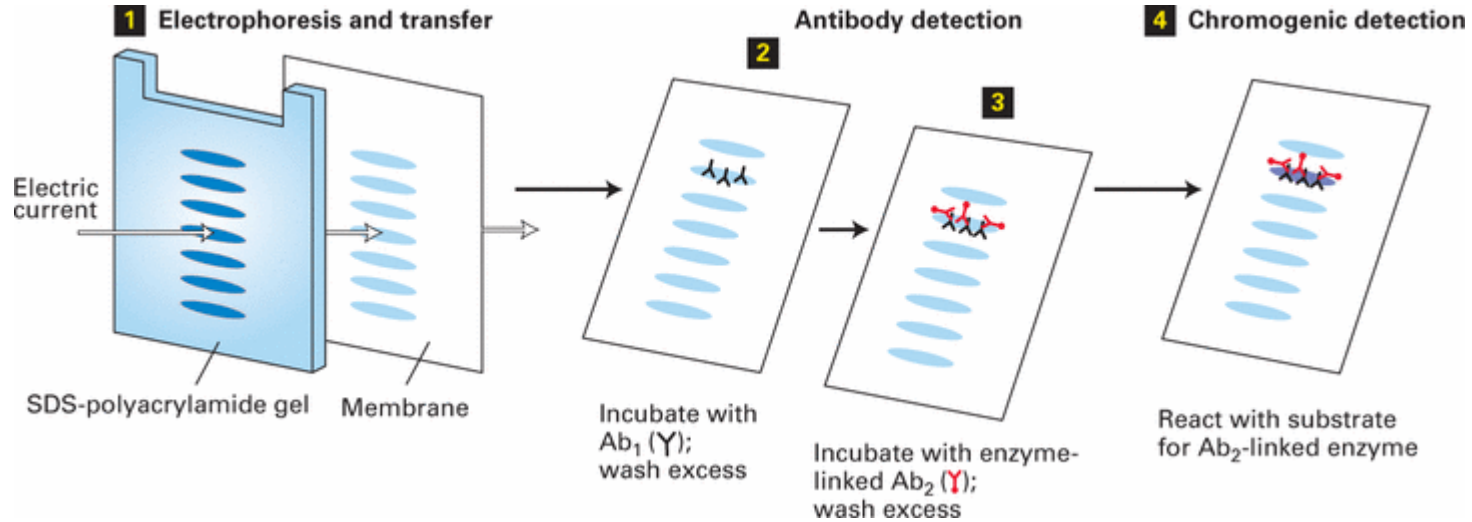 1 Electrophoresis and transfer
Electric
current
SDS-polyacrylamide gel
Membrane
Antibody detection
2
Incubate with
Ab₁ (Y);
wash excess
3
Incubate with enzyme-
linked Ab₂ (Y);
wash excess
4 Chromogenic detection
React with substrate
for Ab₂-linked enzyme